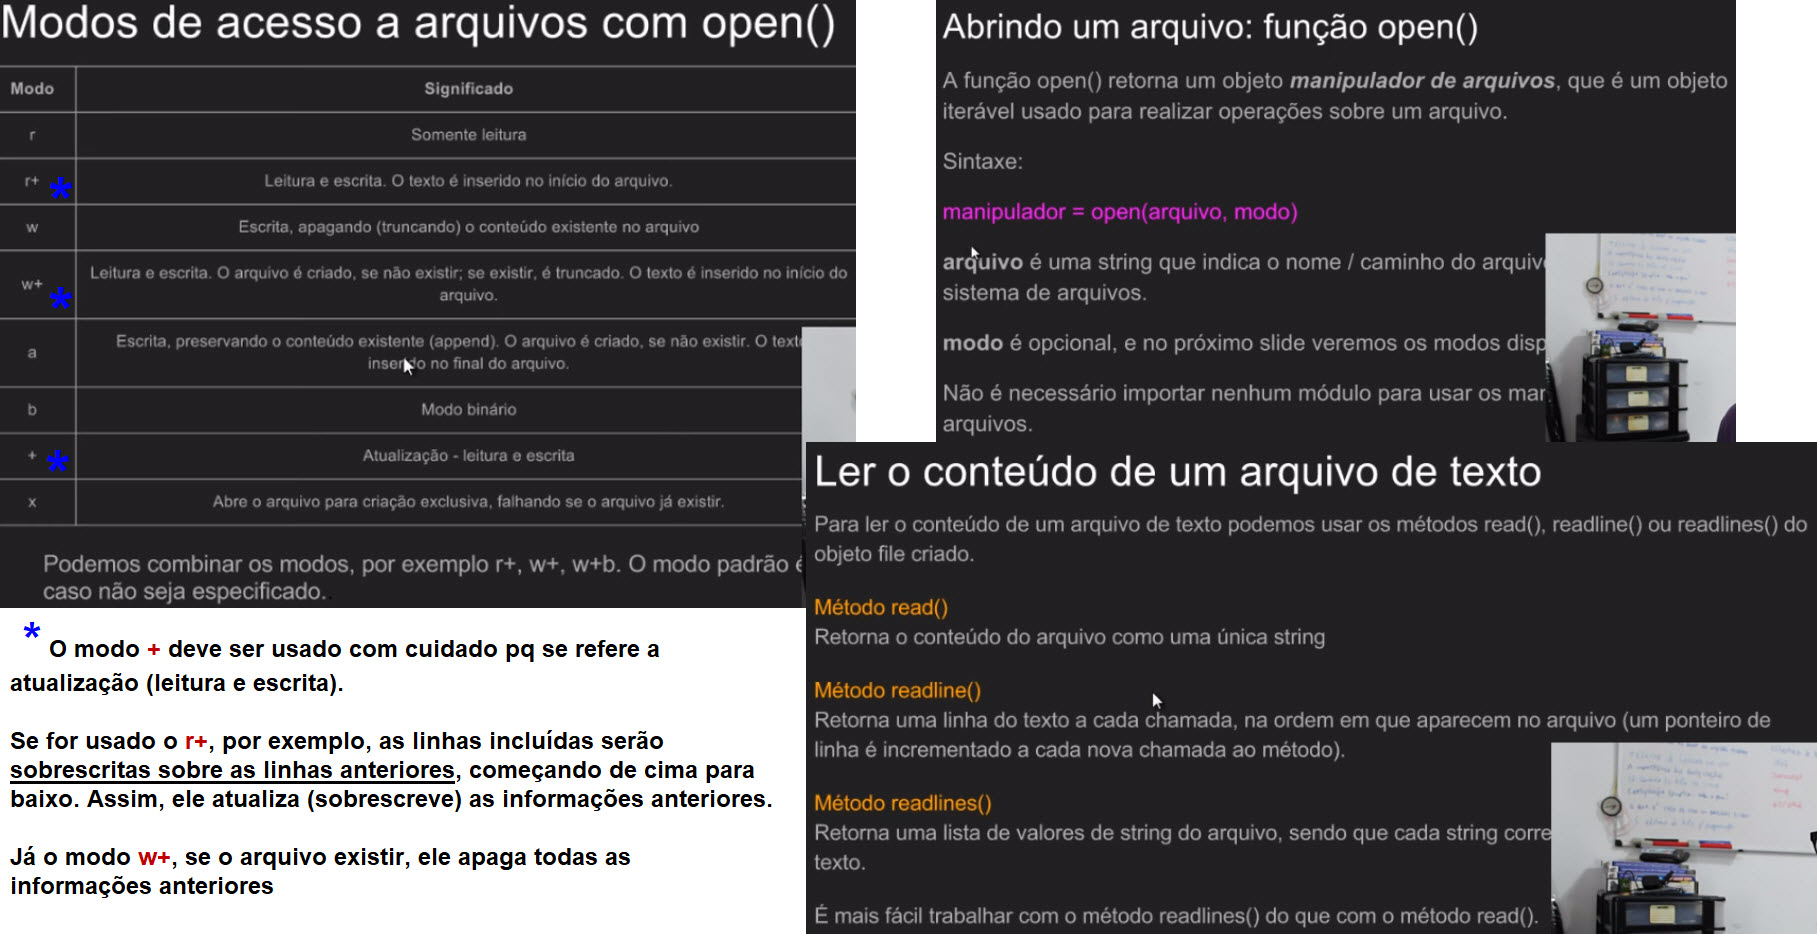 Modos de acesso a arquivos com open()
Modo Significado
r Somente leitura
r+ * Leitura e escrita. O texto é inserido no início do arquivo.
w Escrita, apagando (truncando) o conteúdo existente no arquivo
w+ * Leitura e escrita. O arquivo é criado, se não existir; se existir, é truncado. O texto é inserido no início do
arquivo.
a Escrita, preservando o conteúdo existente (append). O arquivo é criado, se não existir. O texto
inserido no final do arquivo.
b Modo binário
+ * Atualização - leitura e escrita
x Abre o arquivo para criação exclusiva, falhando se o arquivo já existir.
Podemos combinar os modos, por exemplo r+, w+, w+b. O modo padrão é
caso não seja especificado.
* O modo + deve ser usado com cuidado pq se refere a
atualização (leitura e escrita).
Se for usado o r+, por exemplo, as linhas incluídas serão
sobrescritas sobre as linhas anteriores, começando de cima para
baixo. Assim, ele atualiza (sobrescreve) as informações anteriores.
Já o modo w+, se o arquivo existir, ele apaga todas as
informações anteriores
Abrindo um arquivo: função open()
A função open() retorna um objeto manipulador de arquivos, que é um objeto
iterável usado para realizar operações sobre um arquivo.
Sintaxe:
manipulador = open(arquivo, modo)
arquivo é uma string que indica o nome / caminho do arquivo
sistema de arquivos.
modo é opcional, e no próximo slide veremos os modos disp
Não é necessário importar nenhum módulo para usar os mar
arquivos.
Ler o conteúdo de um arquivo de texto
Para ler o conteúdo de um arquivo de texto podemos usar os métodos read(), readline() ou readlines() do
objeto file criado.
Método read()
Retorna o conteúdo do arquivo como uma única string
Método readline()
Retorna uma linha do texto a cada chamada, na ordem em que aparecem no arquivo (um ponteiro de
linha é incrementado a cada nova chamada ao método).
Método readlines()
Retorna uma lista de valores de string do arquivo, sendo que cada string corre
texto.
É mais fácil trabalhar com o método readlines() do que com o método read().